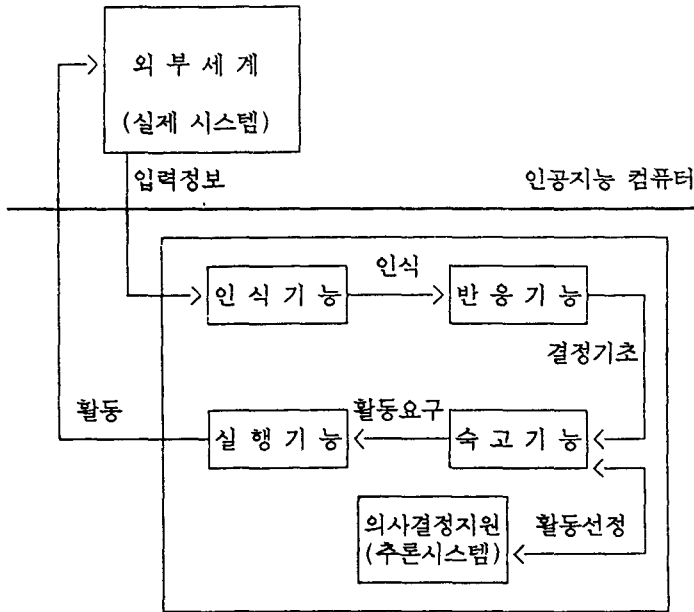 외 부 세 계
(실제 시스템)
입력정보
인공지능 컴퓨터
인식
인 식 기 능
반 응 기 능
결정기초
활동
활동요구
실 행 기 능
숙 고 기 능
의사결정지원
(추론시스템)
활동선정